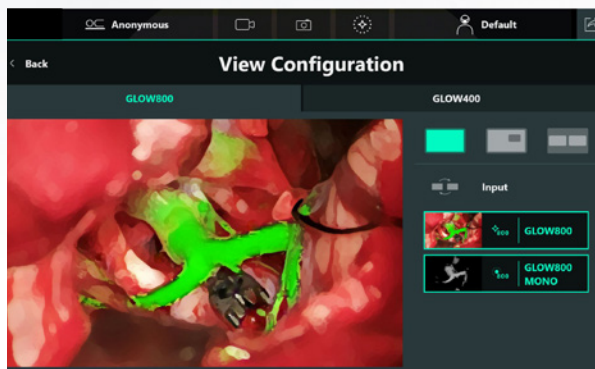 Anonymous
Default
Back
View Configuration
GLOW800
GLOW400
Input
GLOW800
GLOW800
MONO